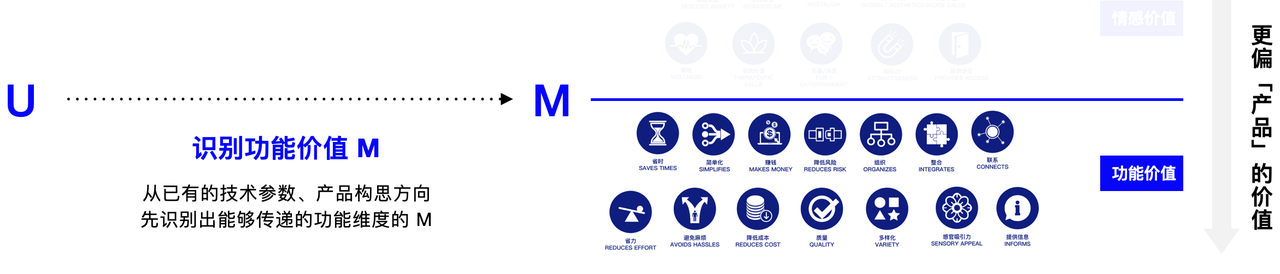 情感价值
U
M
识别功能价值 M
从已有的技术参数、产品构思方向
先识别出能够传递的功能维度的 M
省时
SAVES TIMES
简单化
SIMPLIFIES
赚钱
MAKES MONEY
降低风险
REDUCES RISK
组织
ORGANIZES
整合
INTEGRATES
联系
CONNECTS
省力
REDUCES EFFORT
避免麻烦
AVOIDS HASSLES
降低成本
REDUCES COST
质量
QUALITY
多样化
VARIETY
感官吸引力
SENSORY APPEAL
提供信息
INFORMS
功能价值
更偏「产品」的价值